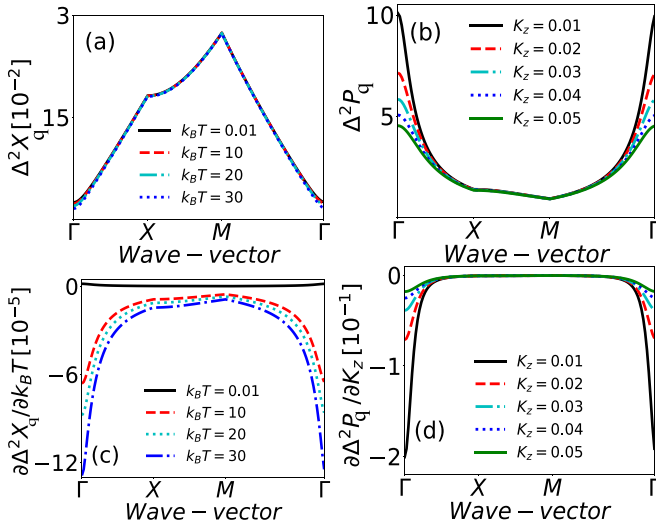 (a)
Δ²X_q [10⁻²]
3
15
k_BT = 0.01
k_BT = 10
k_BT = 20
k_BT = 30
Γ X M Γ
Wave − vector
(b)
Δ²P_q
10
5
K_z = 0.01
K_z = 0.02
K_z = 0.03
K_z = 0.04
K_z = 0.05
Γ X M Γ
Wave − vector
(c)
∂Δ²X_q/∂k_BT [10⁻⁵]
0
−6
−12
k_BT = 0.01
k_BT = 10
k_BT = 20
k_BT = 30
Γ X M Γ
Wave − vector
(d)
∂Δ²P_q/∂K_z [10⁻¹]
0
−1
−2
K_z = 0.01
K_z = 0.02
K_z = 0.03
K_z = 0.04
K_z = 0.05
Γ X M Γ
Wave − vector